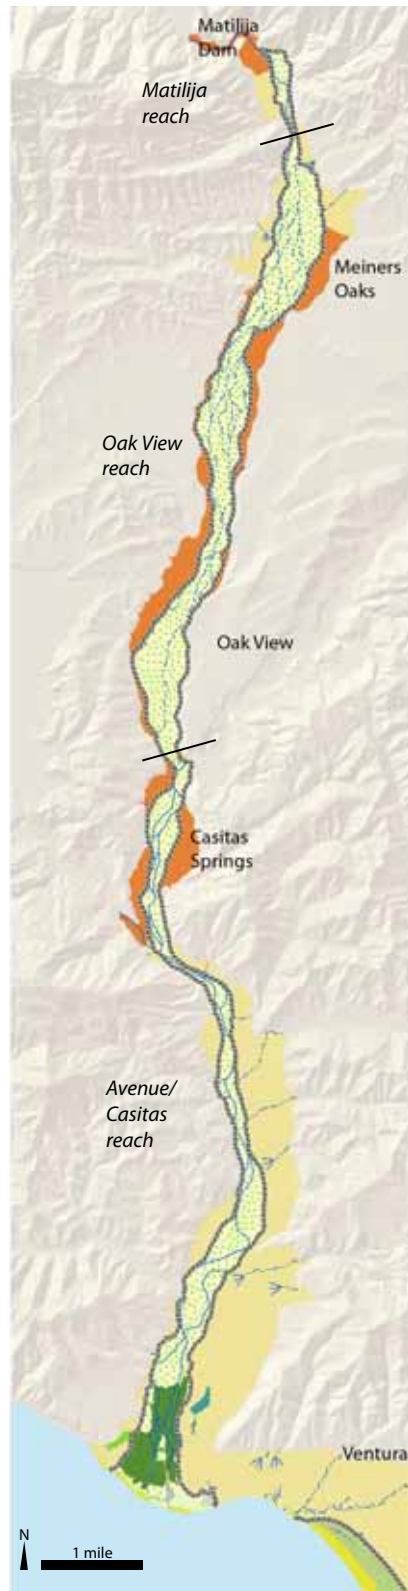 Matilija
Dam
Matilija
reach
Meiners
Oaks
Oak View
reach
Oak View
Casitas
Springs
Avenue/
Casitas
reach
Ventura
N
1 mile